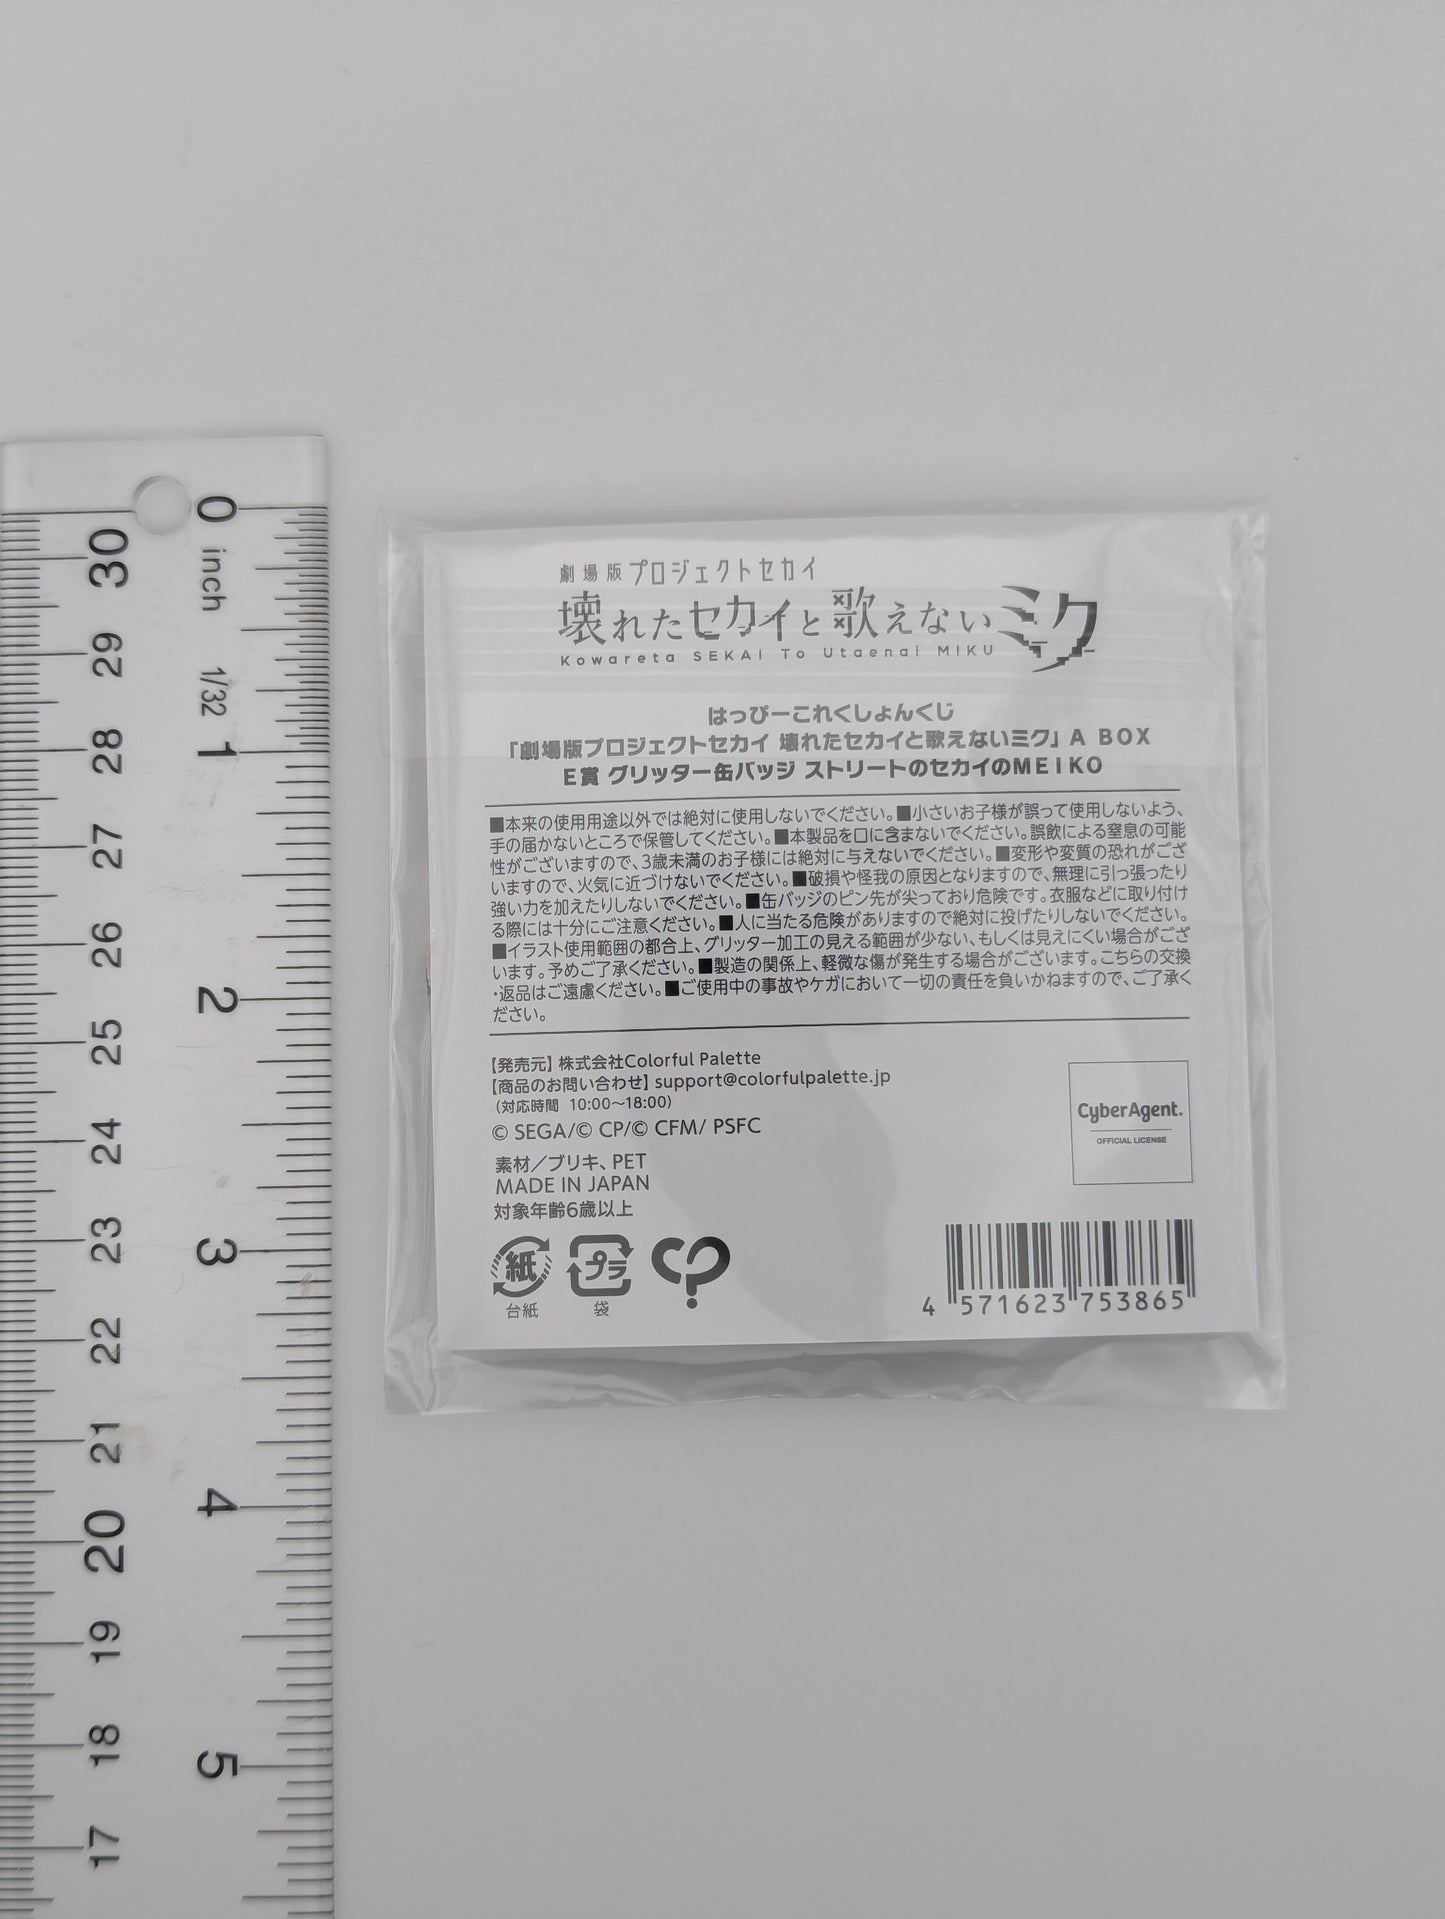 0
inch
1/32
1
2
3
4
5
30
29
28
27
26
25
24
23
22
21
20
19
18
17
劇場版 プロジェクトセカイ
壊れたセカイと歌えないミク
Kowareta SEKAI To Utaenai MIKU
はっぴーこれくしょんくじ
「劇場版プロジェクトセカイ 壊れたセカイと歌えないミク」A BOX
E賞 グリッター缶バッジ ストリートのセカイのMEIKO
■本来の使用用途以外では絶対に使用しないでください。■小さいお子様が誤って使用しないよう、
手の届かないところで保管してください。■本製品を口に含まないでください。誤飲による窒息の可能
性がございますので、3歳未満のお子様には絶対に与えないでください。■変形や変質の恐れがござ
いますので、火気に近づけないでください。■破損や怪我の原因となりますので、無理に引っ張ったり
強い力を加えたりしないでください。■缶バッジのピン先が尖っており危険です。衣服などに取り付け
る際には十分にご注意ください。■人に当たる危険がありますので絶対に投げたりしないでください。
■イラスト使用範囲の都合上、グリッター加工の見える範囲が少ない、もしくは見えにくい場合がござ
います。予めご了承ください。■製造の関係上、軽微な傷が発生する場合がございます。こちらの交換
・返品はご遠慮ください。■ご使用中の事故やケガにおいて一切の責任を負いかねますので、ご了承く
ださい。
【発売元】株式会社Colorful Palette
【商品のお問い合わせ】support@colorfulpalette.jp
（対応時間 10:00～18:00）
© SEGA/© CP/© CFM/ PSFC
素材／ブリキ、PET
MADE IN JAPAN
対象年齢6歳以上
紙
台紙
プラ
袋
CyberAgent.
OFFICIAL LICENSE
4 571623 753865